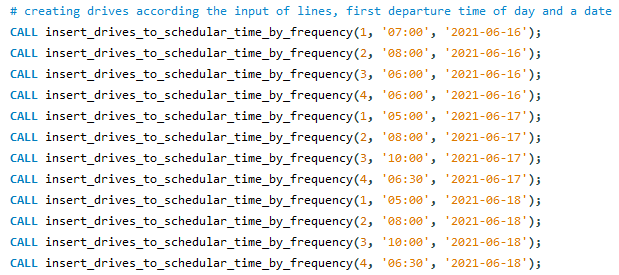 # creating drives according the input of lines, first departure time of day and a date
CALL insert_drives_to_schedular_time_by_frequency(1, '07:00', '2021-06-16');
CALL insert_drives_to_schedular_time_by_frequency(2, '08:00', '2021-06-16');
CALL insert_drives_to_schedular_time_by_frequency(3, '06:00', '2021-06-16');
CALL insert_drives_to_schedular_time_by_frequency(4, '06:00', '2021-06-16');
CALL insert_drives_to_schedular_time_by_frequency(1, '05:00', '2021-06-17');
CALL insert_drives_to_schedular_time_by_frequency(2, '08:00', '2021-06-17');
CALL insert_drives_to_schedular_time_by_frequency(3, '10:00', '2021-06-17');
CALL insert_drives_to_schedular_time_by_frequency(4, '06:30', '2021-06-17');
CALL insert_drives_to_schedular_time_by_frequency(1, '05:00', '2021-06-18');
CALL insert_drives_to_schedular_time_by_frequency(2, '08:00', '2021-06-18');
CALL insert_drives_to_schedular_time_by_frequency(3, '10:00', '2021-06-18');
CALL insert_drives_to_schedular_time_by_frequency(4, '06:30', '2021-06-18');